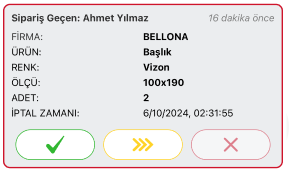 Sipariş Geçen: Ahmet Yılmaz 16 dakika önce
FİRMA: BELLONA
ÜRÜN: Başlık
RENK: Vizon
ÖLÇÜ: 100x190
ADET: 2
İPTAL ZAMANI: 6/10/2024, 02:31:55